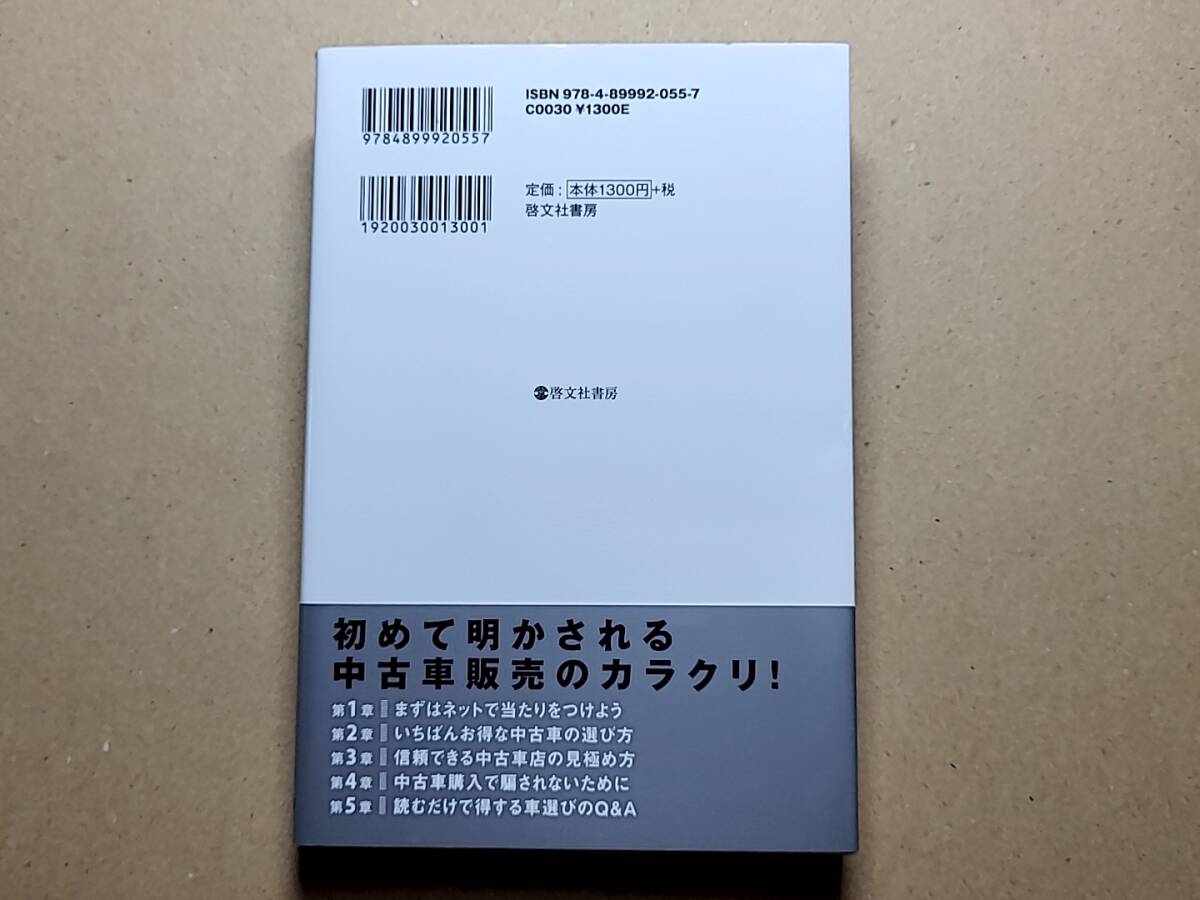 ISBN 978-4-89992-055-7
C0030 ¥1300E
9784899920557
定価：本体1300円+税
啓文社書房
1920030013001
啓文社書房
初めて明かされる
中古車販売のカラクリ！
第1章 まずはネットで当たりをつけよう
第2章 いちばんお得な中古車の選び方
第3章 信頼できる中古車店の見極め方
第4章 中古車購入で騙されないために
第5章 読むだけで得する車選びのQ&A